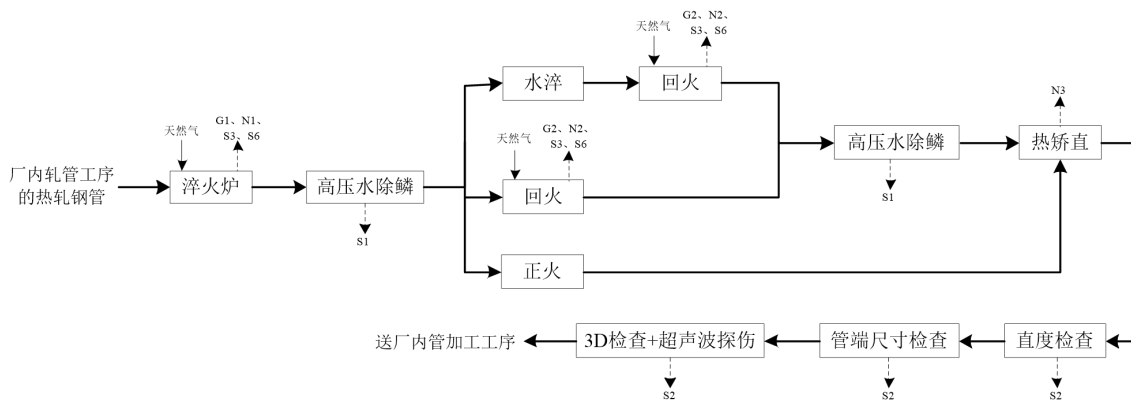 天然气
G2、N2、
S3、S6
水淬
回火
天然气
G1、N1、
S3、S6
厂内轧管工序
的热轧钢管
淬火炉
高压水除鳞
S1
天然气
G2、N2、
S3、S6
回火
正火
高压水除鳞
S1
N3
热矫直
送厂内管加工工序
3D检查+超声波探伤
S2
管端尺寸检查
S2
直度检查
S2